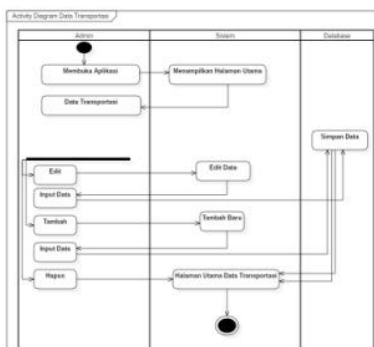 Activity Diagram Data Transportasi
Admin
Sistem
Database
Membuka Aplikasi
Menampilkan Halaman Utama
Data Transportasi
Simpan Data
Edit
Edit Data
Input Data
Tambah
Tambah Baru
Input Data
Hapus
Halaman Utama Data Transportasi